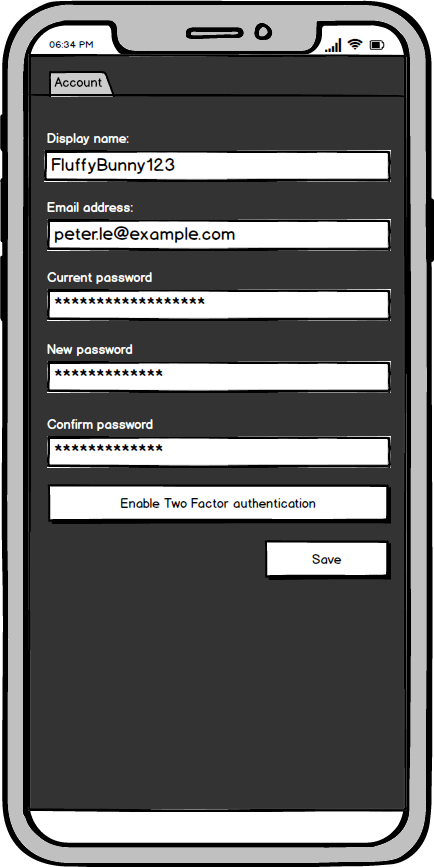 06:34 PM
Account
Display name:
FluffyBunny123
Email address:
peter.le@example.com
Current password
******************
New password
*************
Confirm password
*************
Enable Two Factor authentication
Save